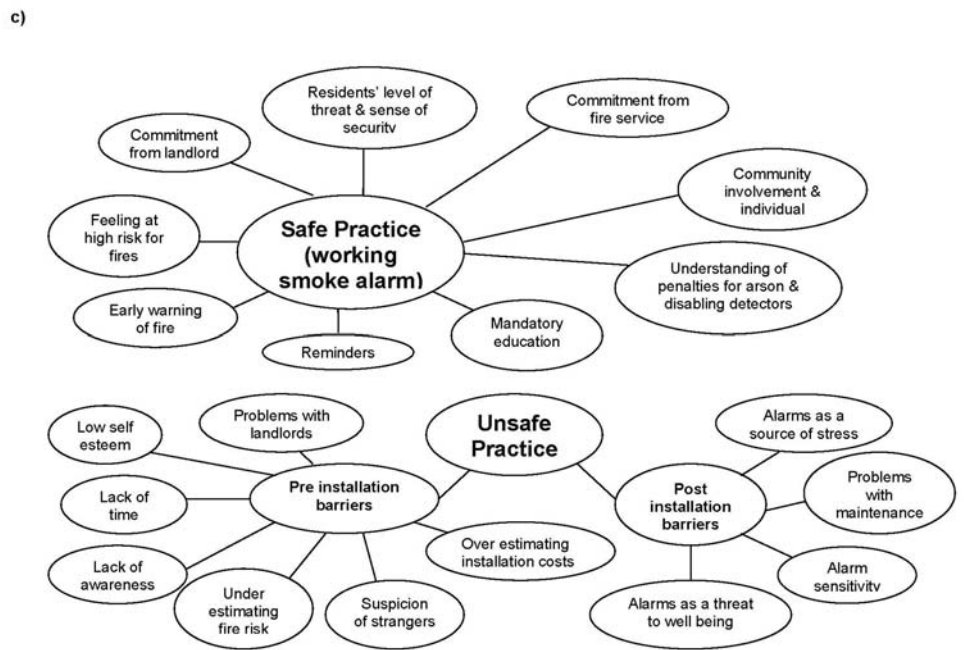 c)
Residents' level of
threat & sense of
security
Commitment from
fire service
Commitment
from landlord
Community
involvement &
individual
Feeling at
high risk for
fires
Safe Practice
(working
smoke alarm)
Understanding of
penalties for arson &
disabling detectors
Early warning
of fire
Reminders
Mandatory
education
Low self
esteem
Problems with
landlords
Unsafe
Practice
Alarms as a
source of stress
Lack of
time
Pre installation
barriers
Post
installation
barriers
Problems
with
maintenance
Lack of
awareness
Over estimating
installation costs
Alarm
sensitivity
Under
estimating
fire risk
Suspicion
of strangers
Alarms as a threat
to well being